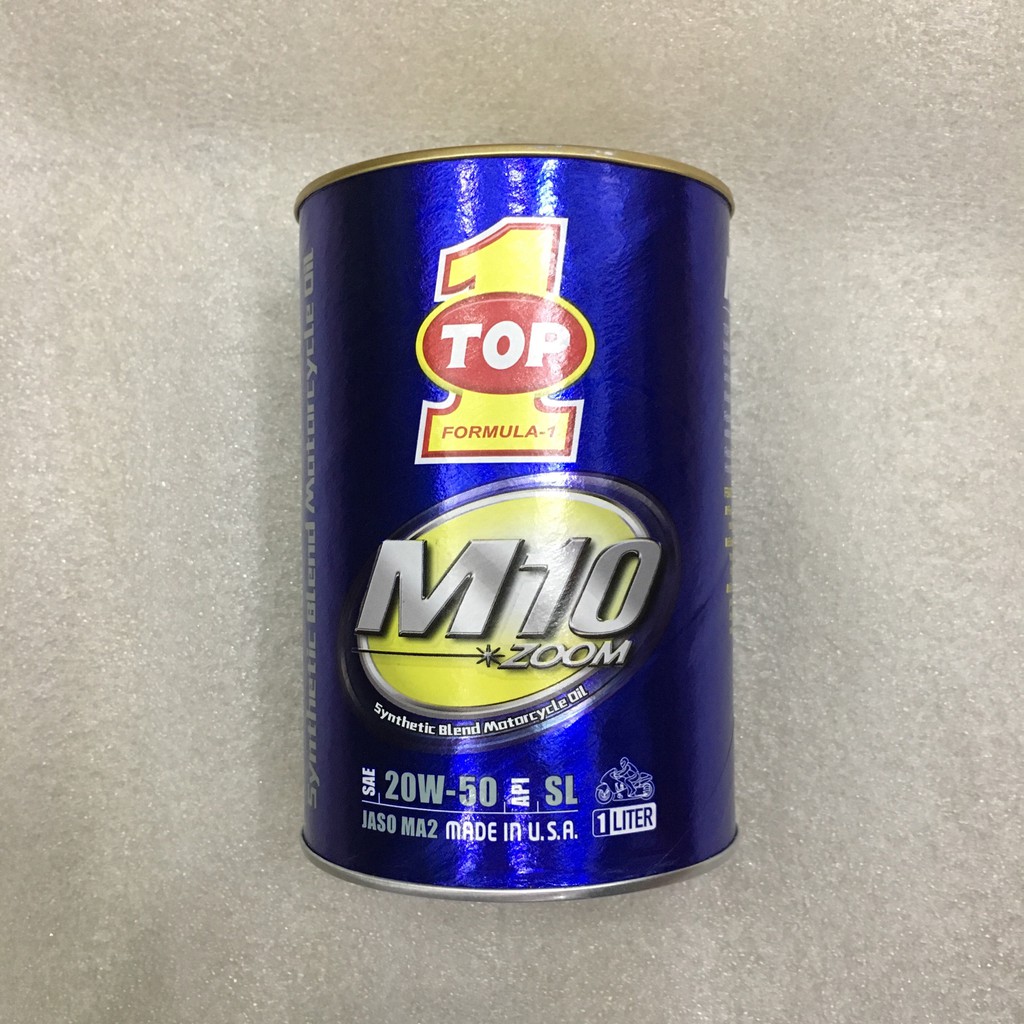 1
TOP
FORMULA-1
M10
ZOOM
Synthetic Blend Motorcycle Oil
SAE 20W-50 API SL
JASO MA2 MADE IN U.S.A. 1 LITER
Synthetic Blend Motorcycle Oil